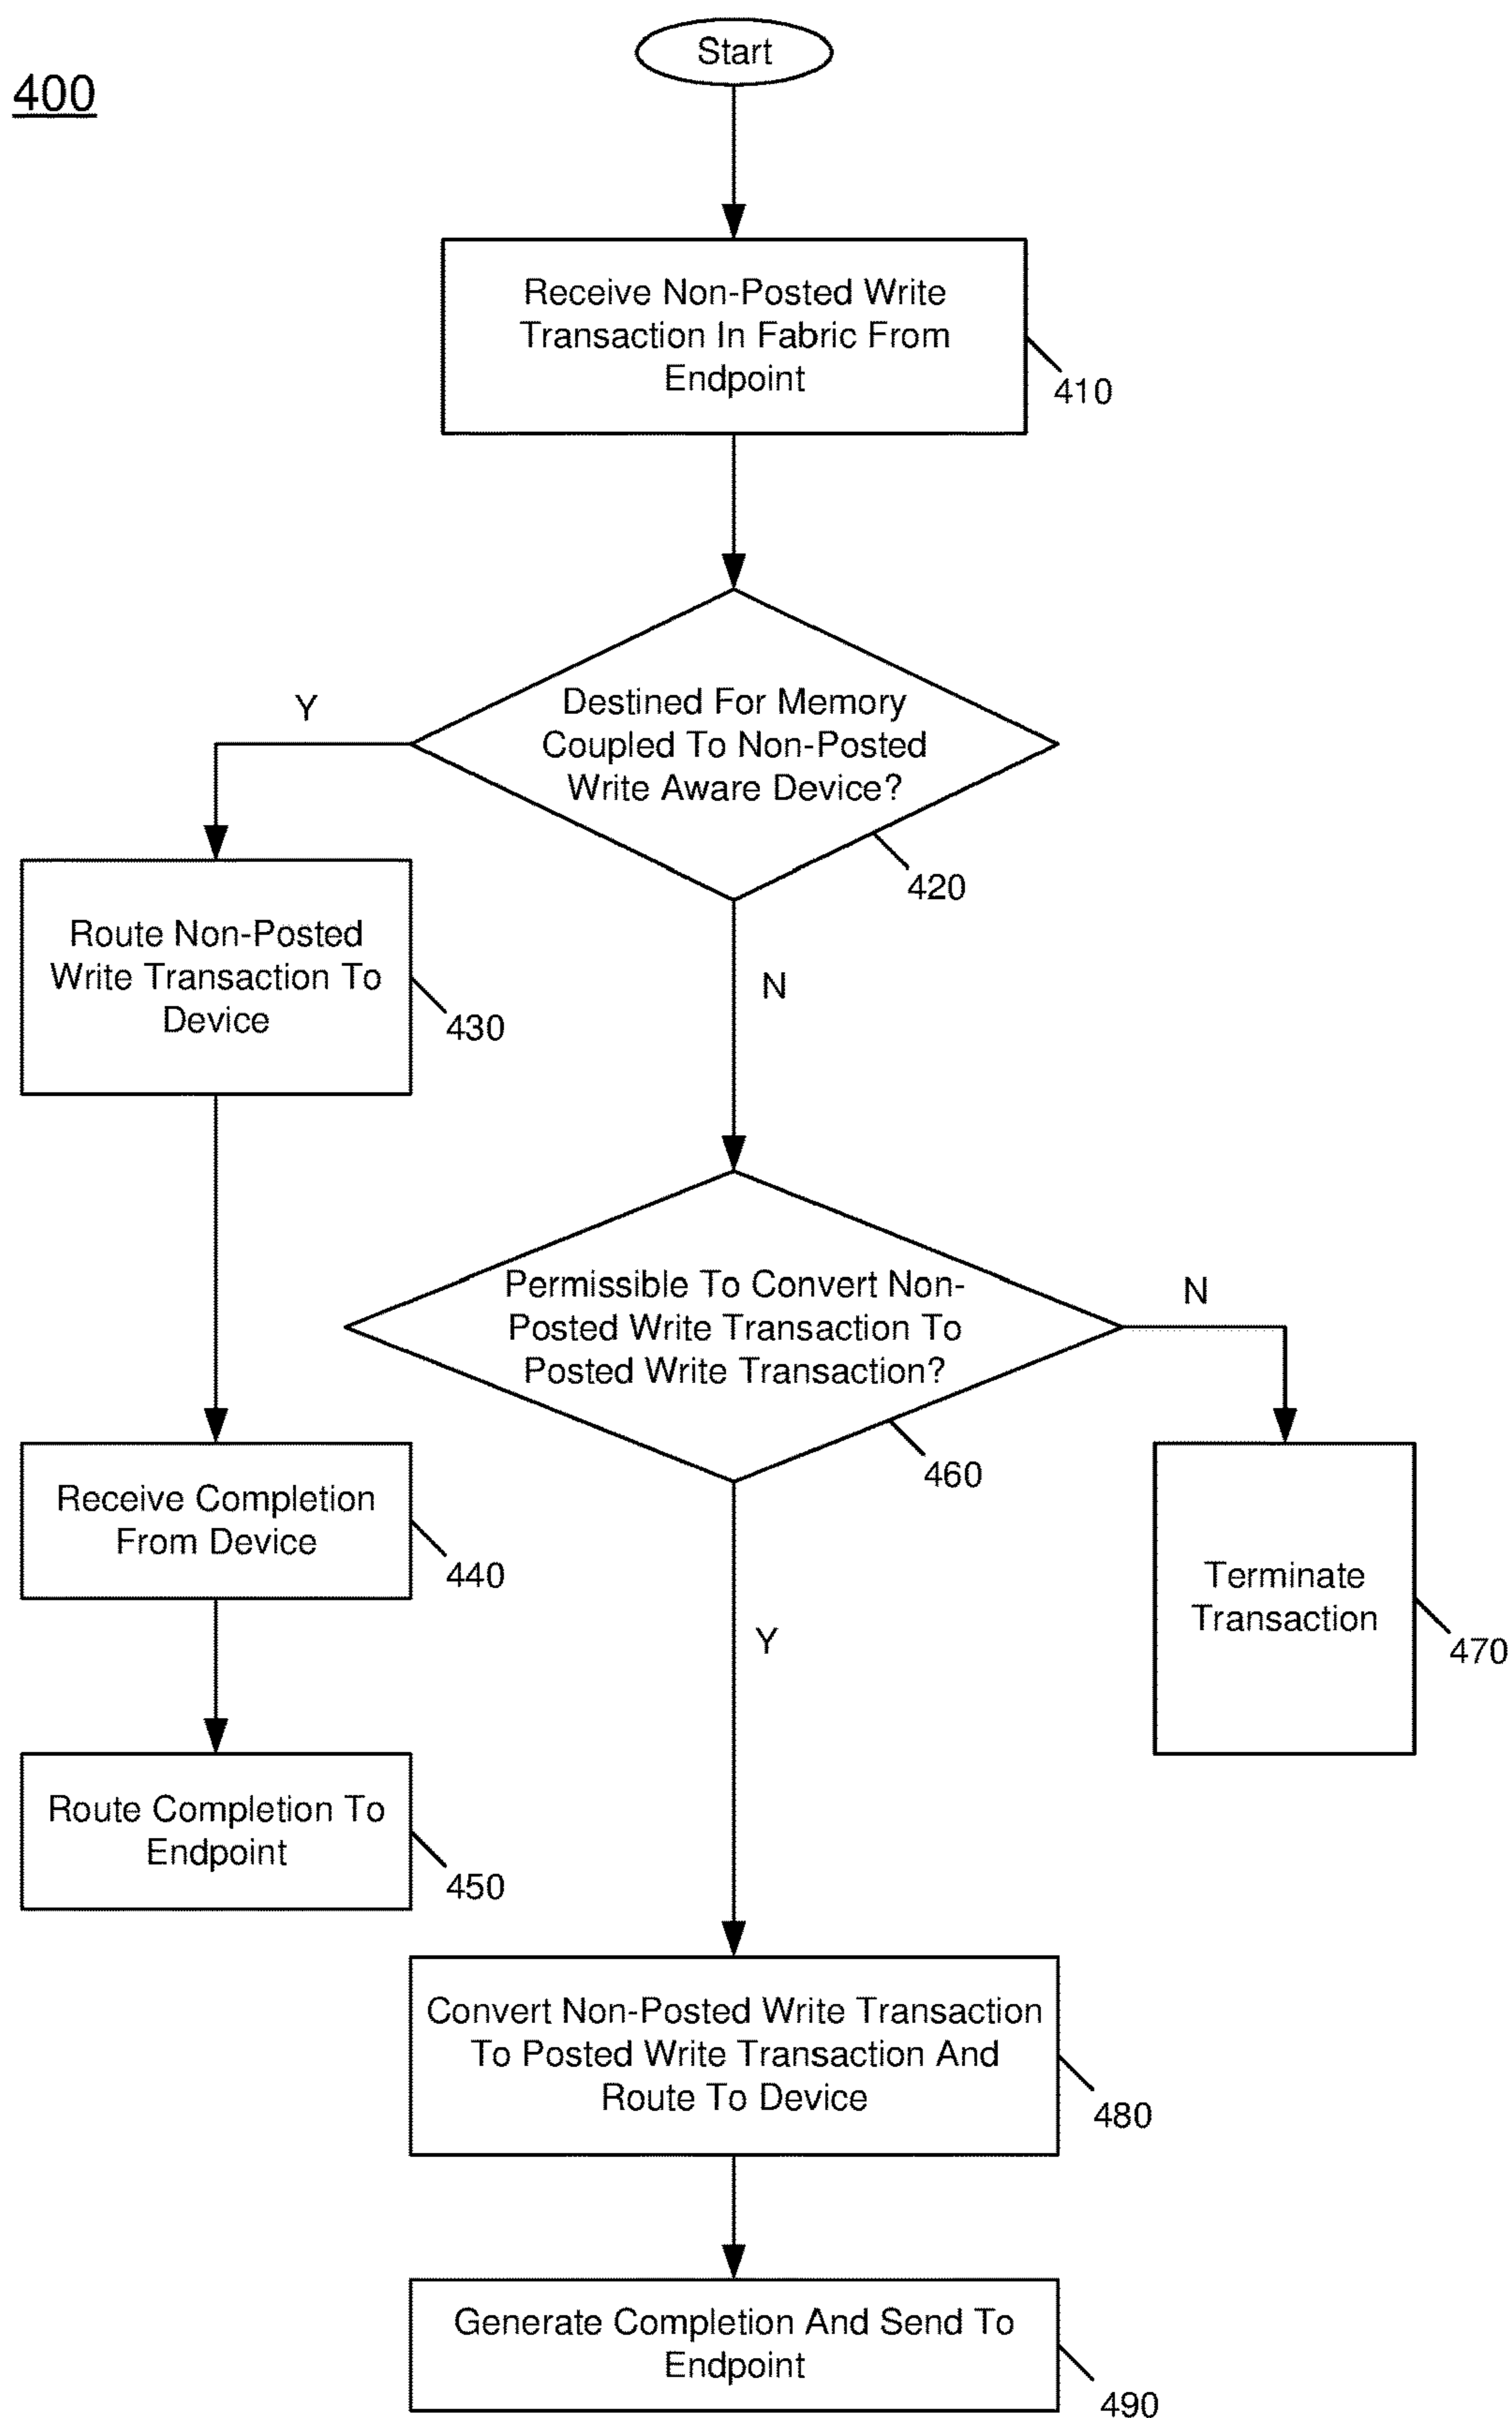 Start
400
Receive Non-Posted Write
Transaction In Fabric From
Endpoint
410
Destined For Memory
Coupled To Non-Posted
Write Aware Device?
420
Y
N
Route Non-Posted
Write Transaction To
Device
430
Permissible To Convert Non-
Posted Write Transaction To
Posted Write Transaction?
460
N
Y
Receive Completion
From Device
440
Terminate
Transaction
470
Route Completion To
Endpoint
450
Convert Non-Posted Write Transaction
To Posted Write Transaction And
Route To Device
480
Generate Completion And Send To
Endpoint
490